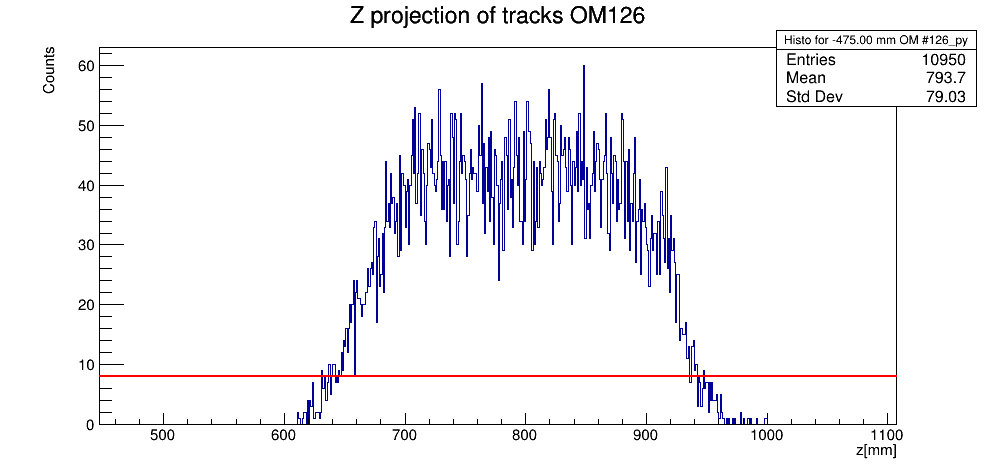 Z projection of tracks OM126
Histo for -475.00 mm OM #126_py
Entries 10950
Mean 793.7
Std Dev 79.03
Counts
60
50
40
30
20
10
0
500 600 700 800 900 1000 1100
z[mm]